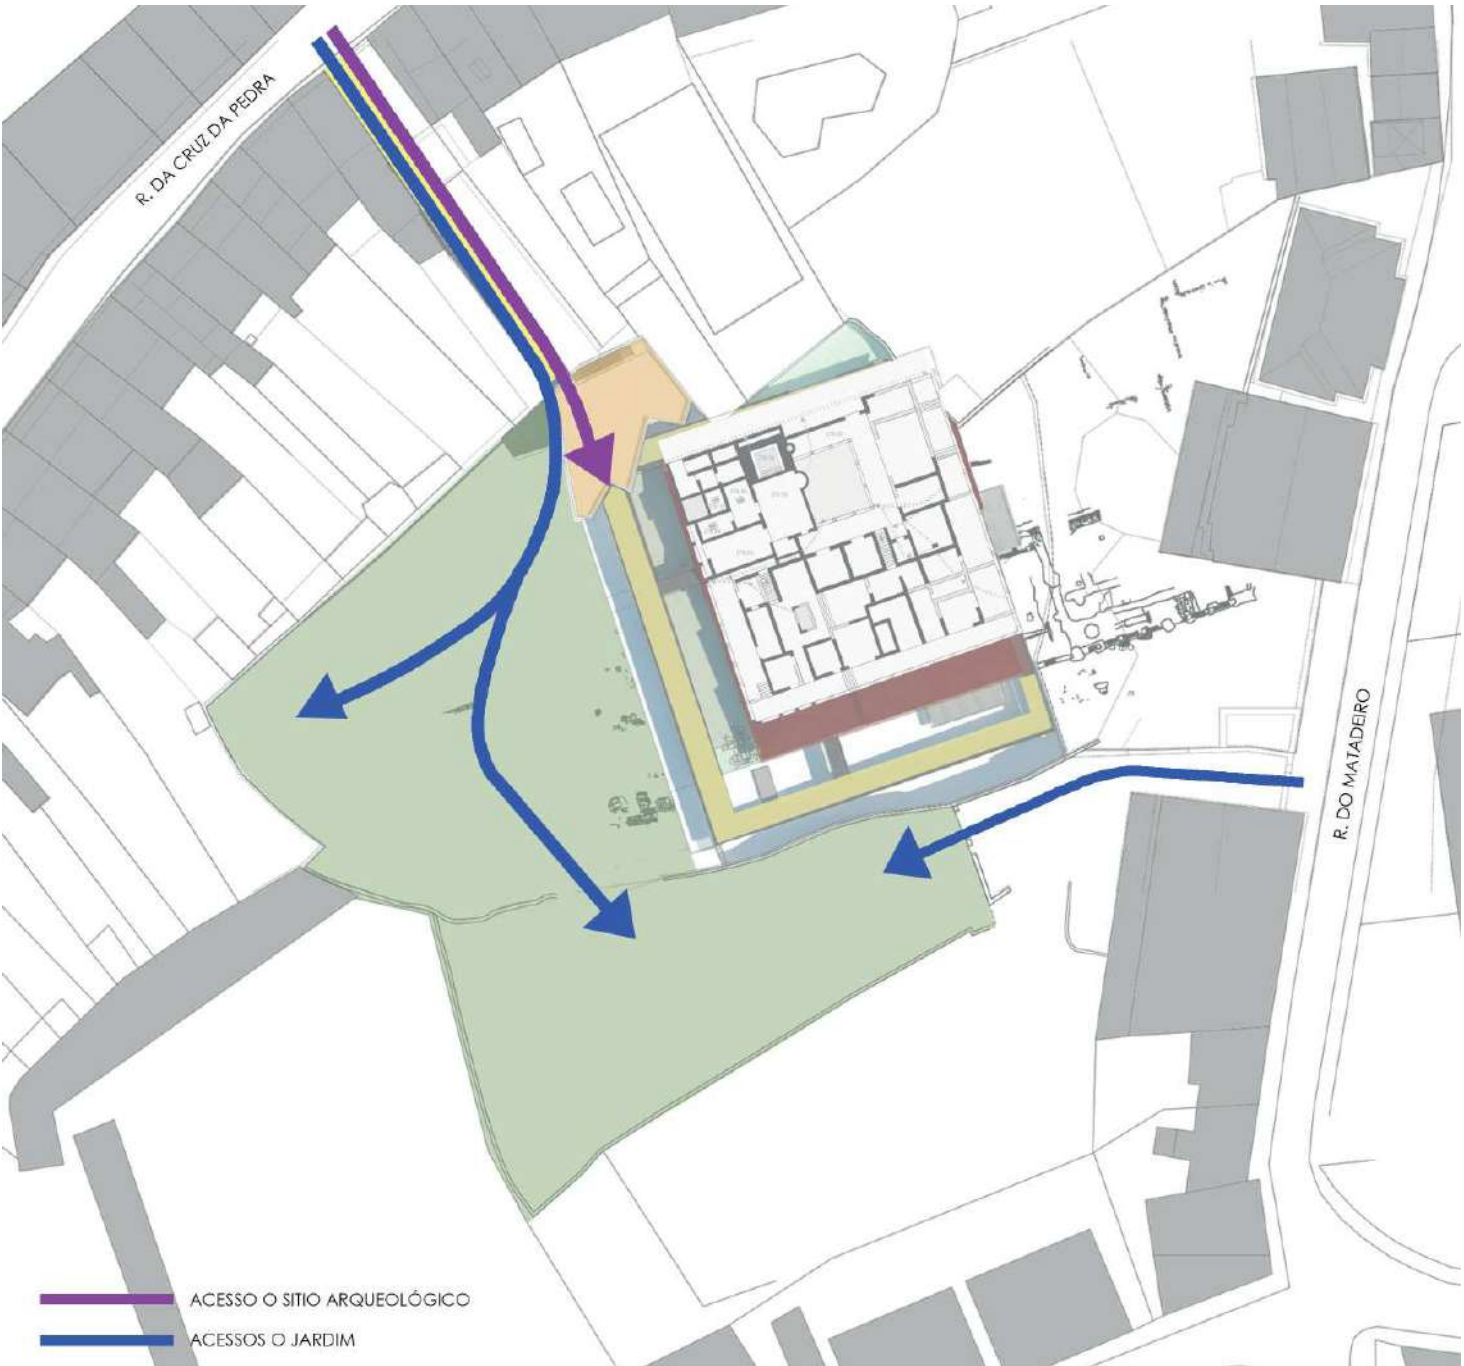 R. DA CRUZ DA PEDRA
R. DO MATADEIRO
ACESSO O SITIO ARQUEOLÓGICO
ACESSOS O JARDIM